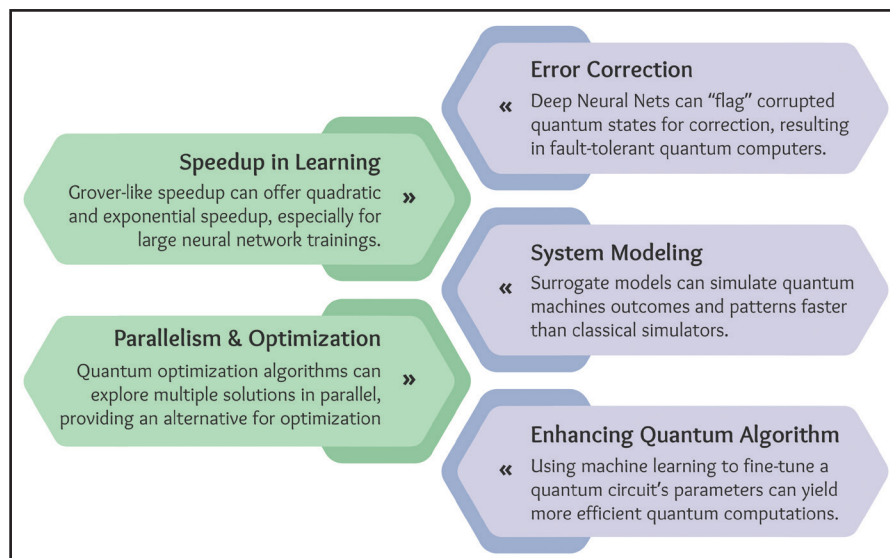 Speedup in Learning
Grover-like speedup can offer quadratic
and exponential speedup, especially for
large neural network trainings.
»
Parallelism & Optimization
Quantum optimization algorithms can
explore multiple solutions in parallel,
providing an alternative for optimization
»
Error Correction
«
Deep Neural Nets can “flag” corrupted
quantum states for correction, resulting
in fault-tolerant quantum computers.
System Modeling
«
Surrogate models can simulate quantum
machines outcomes and patterns faster
than classical simulators.
Enhancing Quantum Algorithm
«
Using machine learning to fine-tune a
quantum circuit's parameters can yield
more efficient quantum computations.